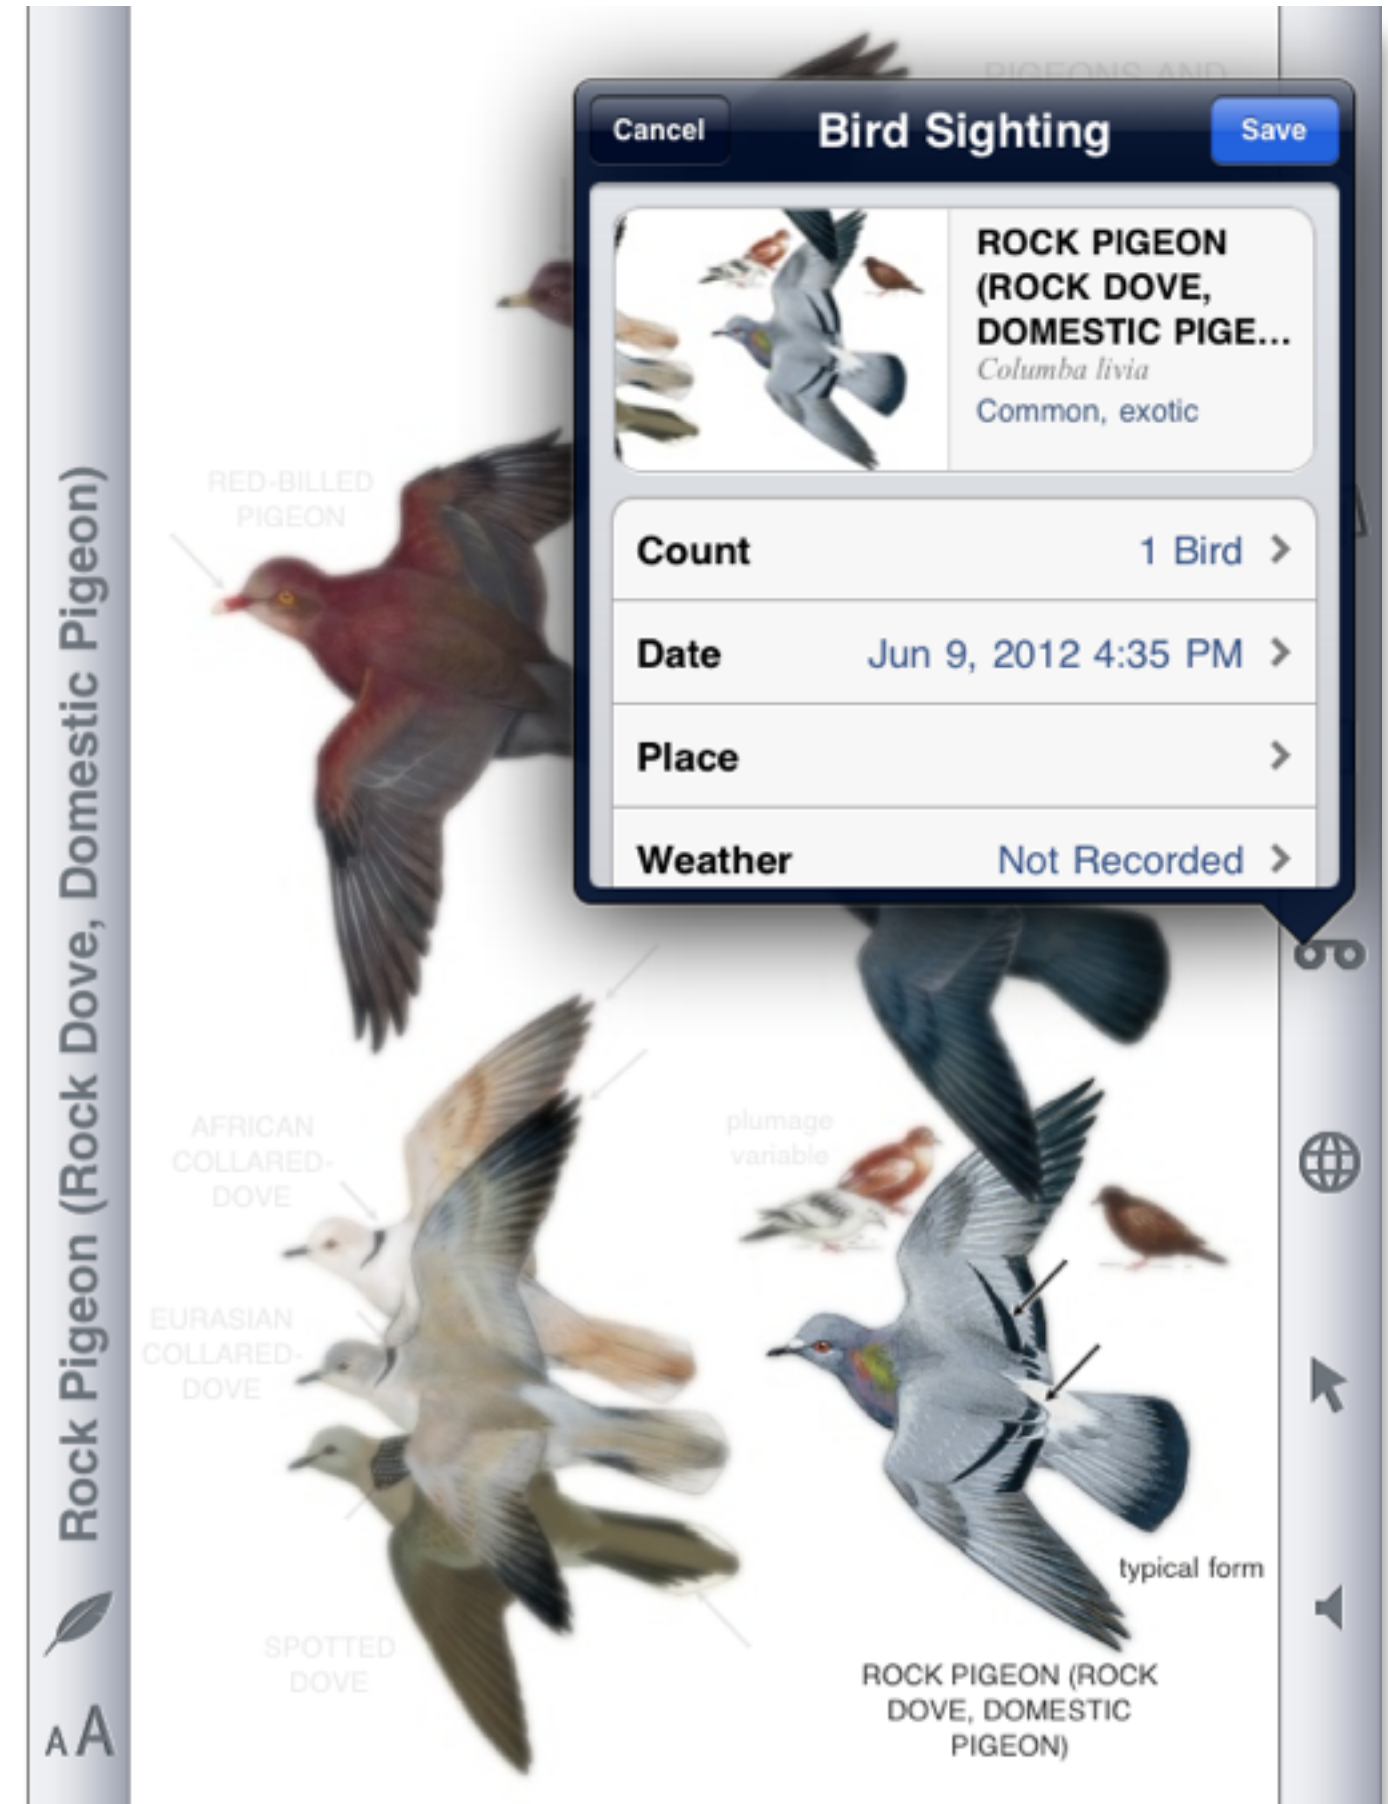 PIGEONS AND
Cancel
Bird Sighting
Save
ROCK PIGEON
(ROCK DOVE,
DOMESTIC PIGE...
Columba livia
Common, exotic
Count
1 Bird
Date
Jun 9, 2012 4:35 PM
Place
Weather
Not Recorded
Rock Pigeon (Rock Dove, Domestic Pigeon)
RED-BILLED
PIGEON
AFRICAN
COLLARED-
DOVE
plumage
variable
EURASIAN
COLLARED-
DOVE
typical form
SPOTTED
DOVE
ROCK PIGEON (ROCK
DOVE, DOMESTIC
PIGEON)
AA